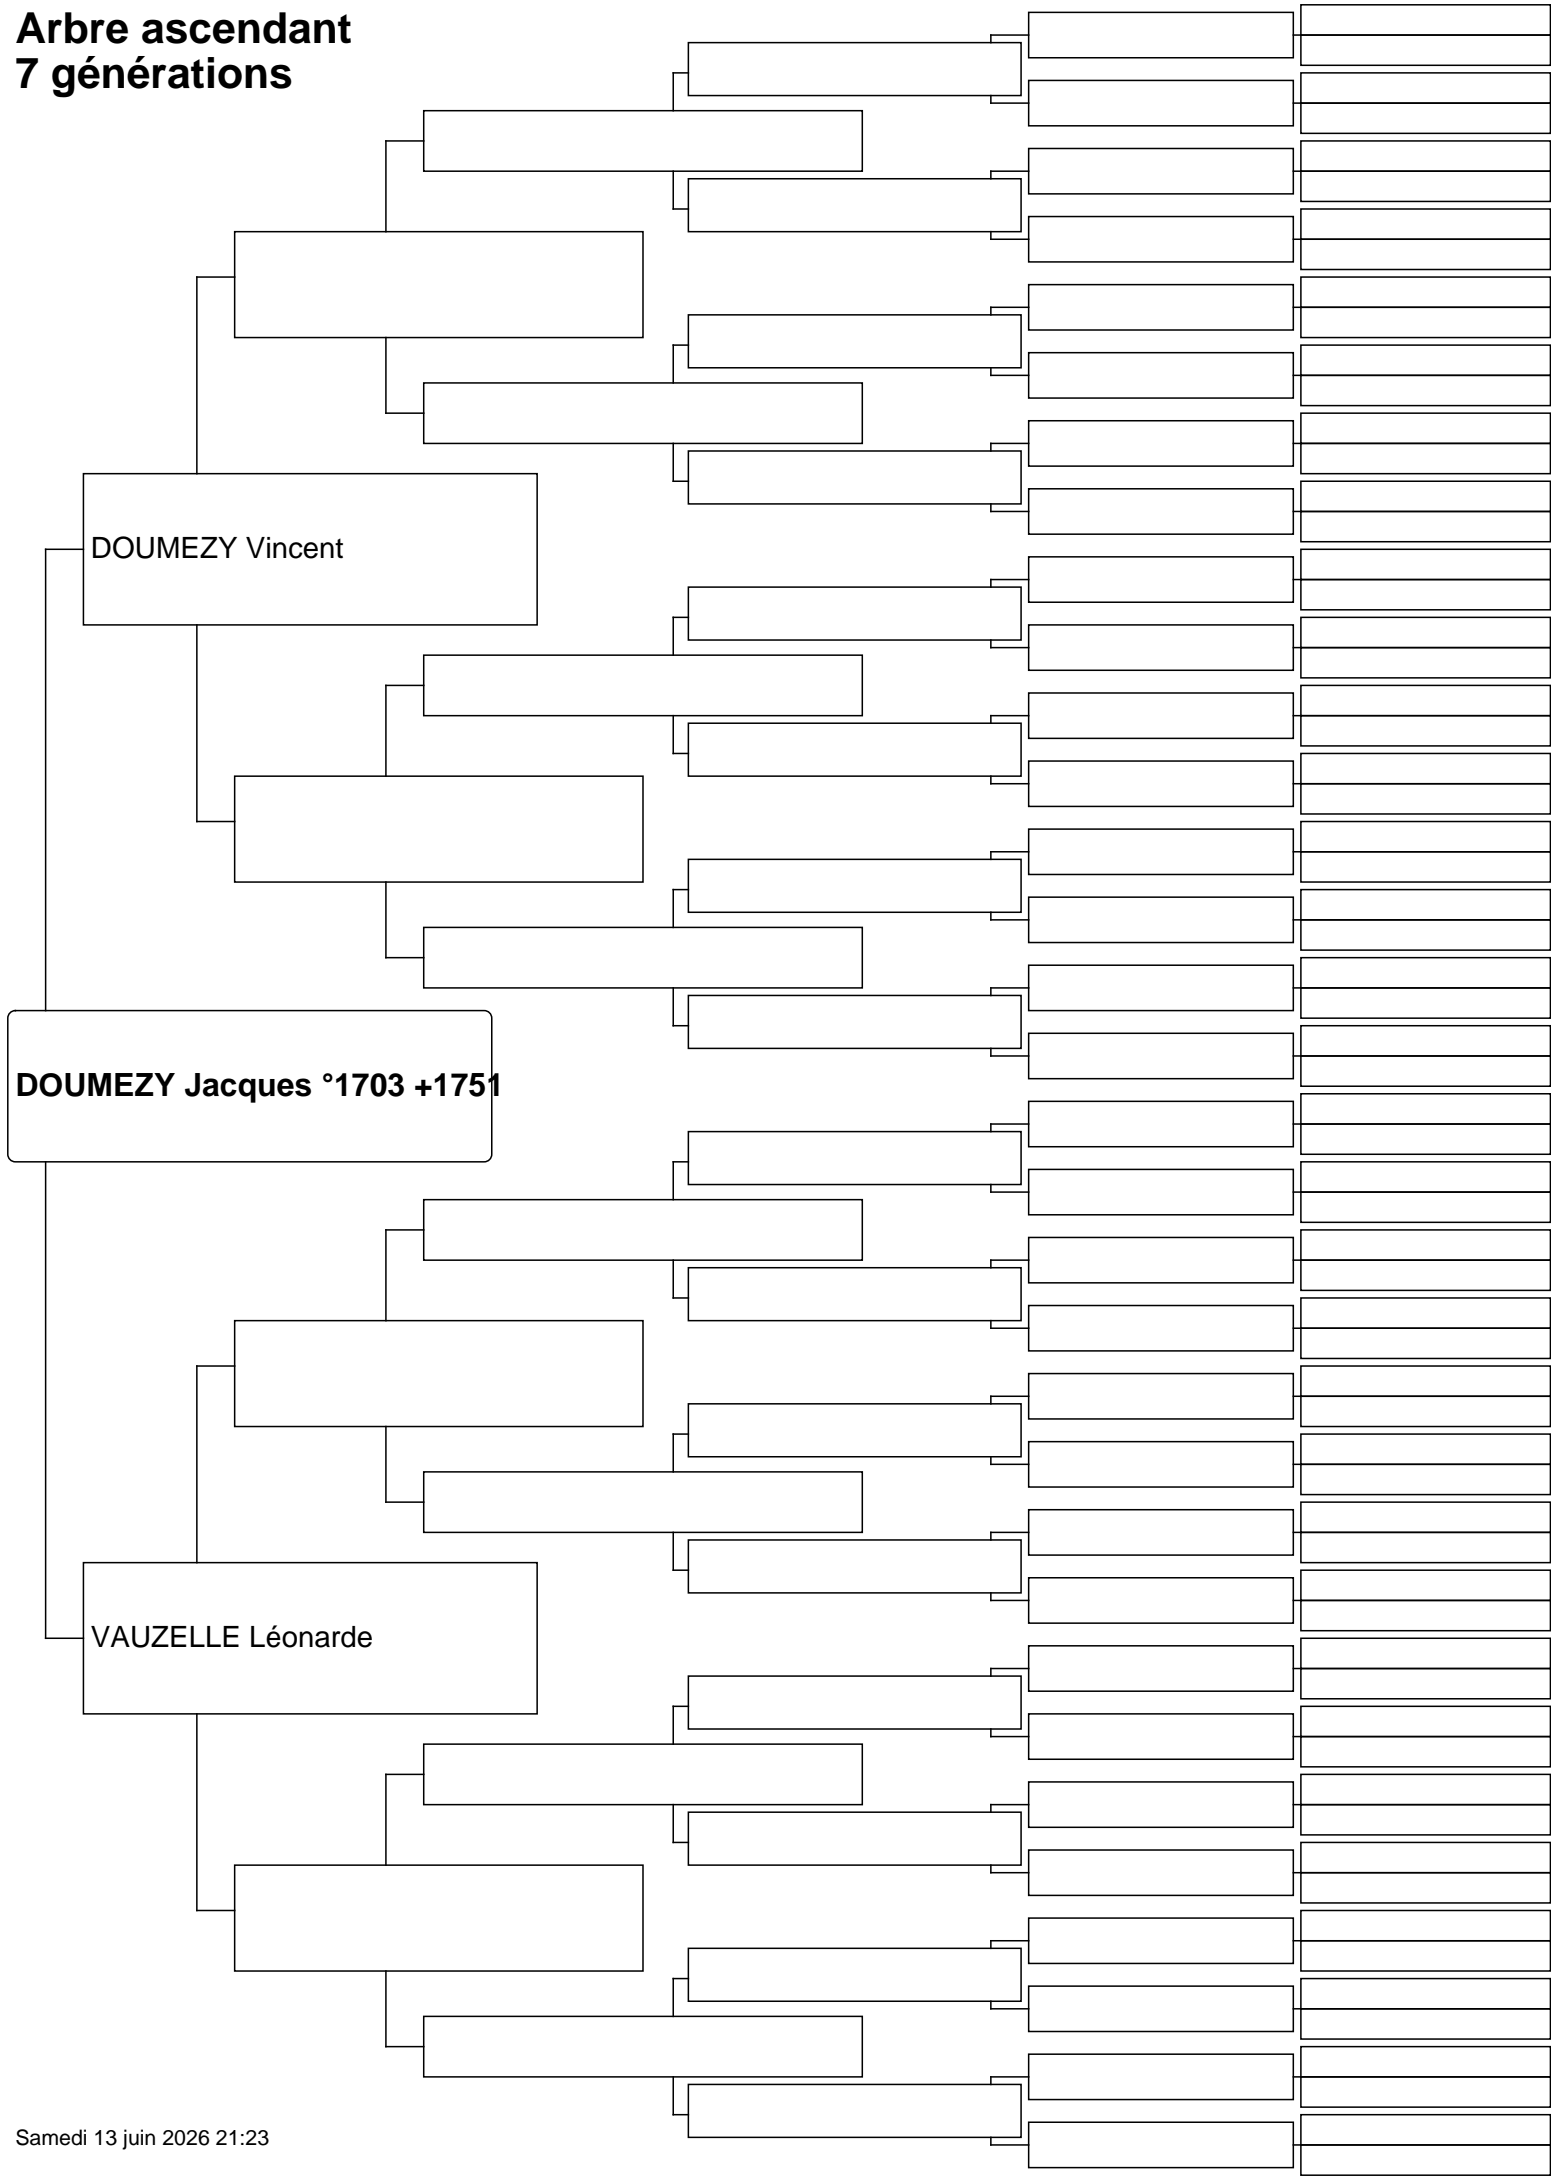 Arbre ascendant
7 générations
DOUMEZY Vincent
DOUMEZY Jacques °1703 +1751
VAUZELLE Léonarde
Samedi 13 juin 2026 21:23